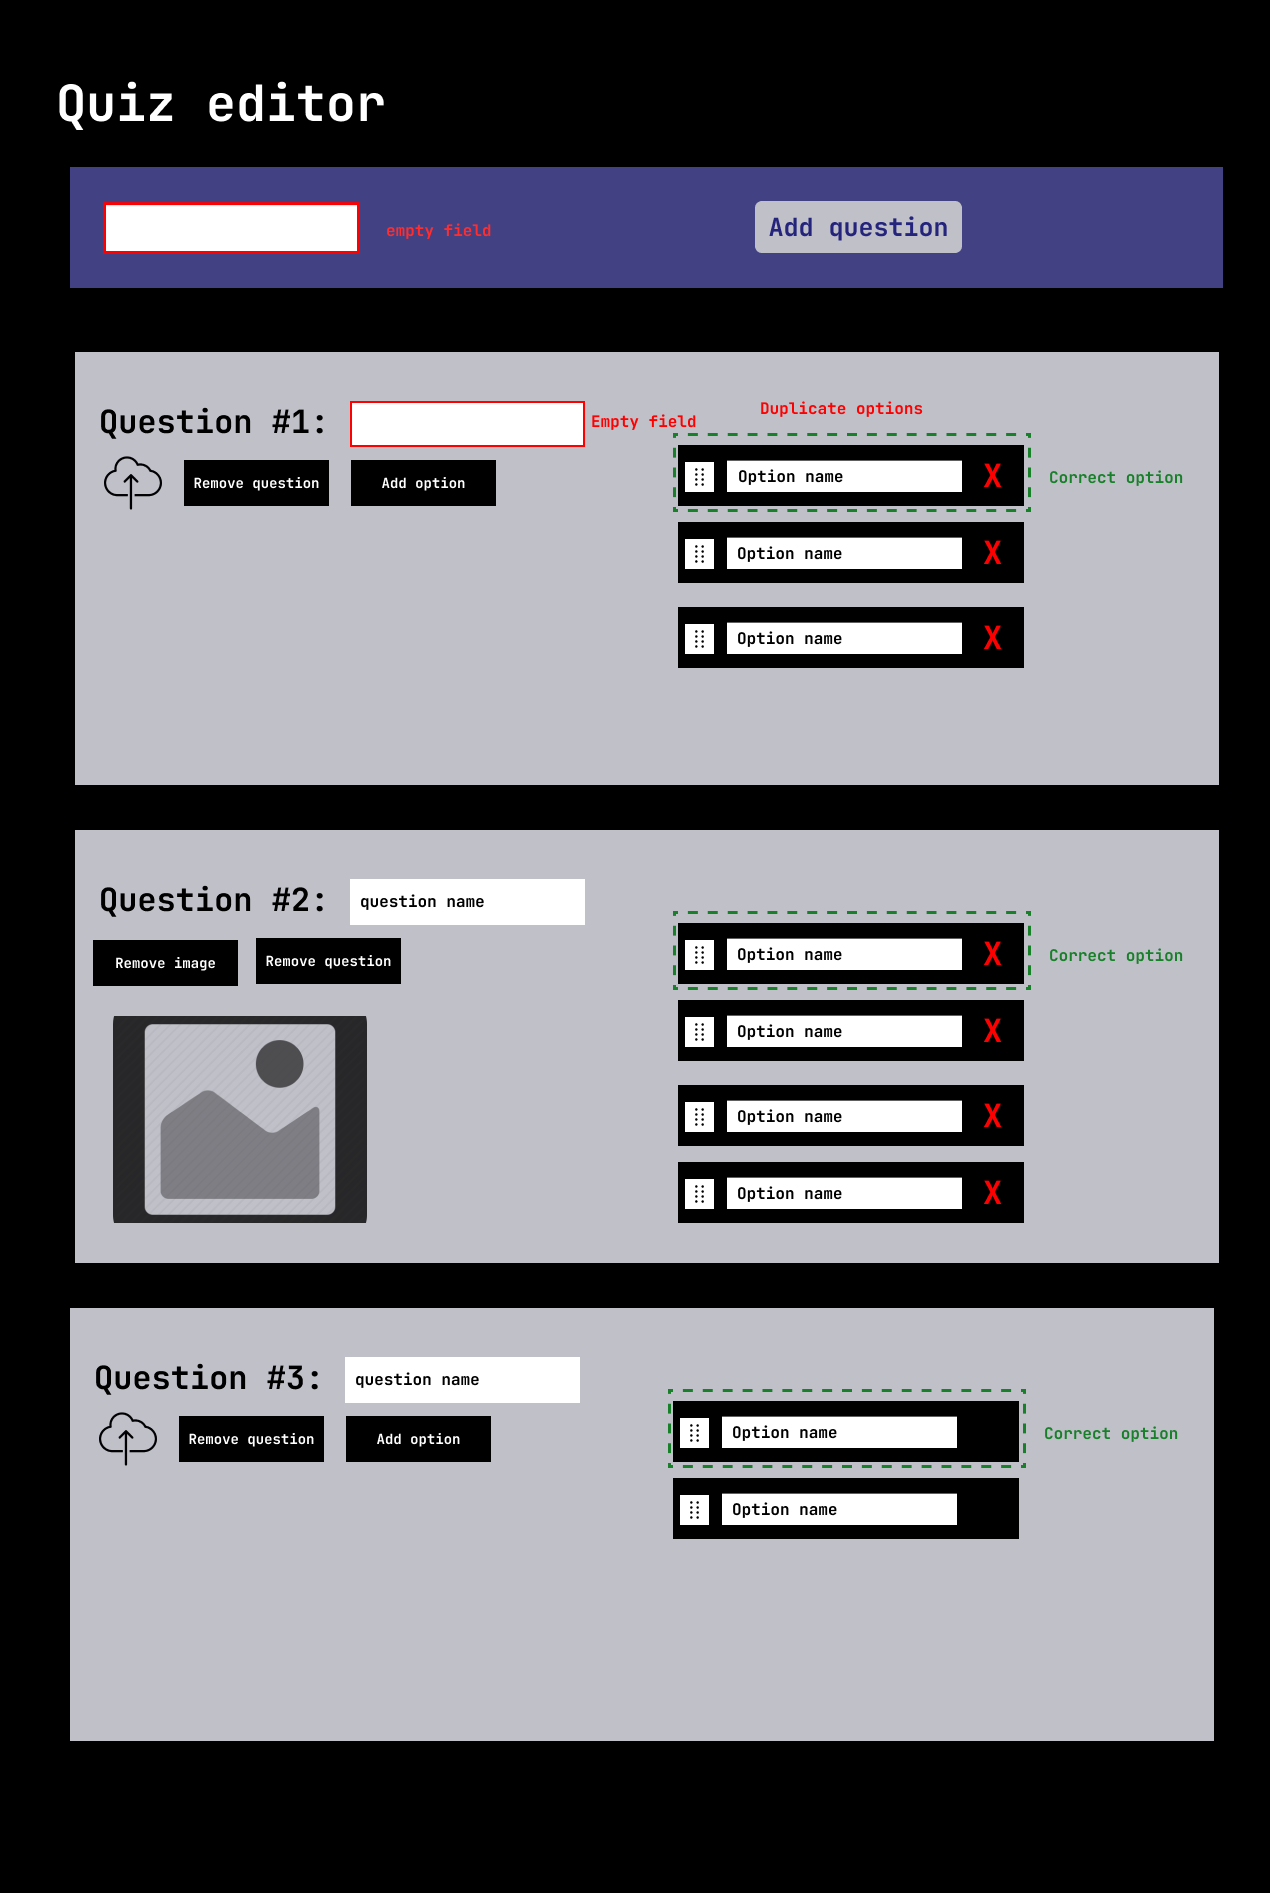 Quiz editor
empty field
Add question
Question #1:
Empty field
Duplicate options
Remove question
Add option
Option name
X
Correct option
Option name
X
Option name
X
Question #2:
question name
Remove image
Remove question
Option name
X
Correct option
Option name
X
Option name
X
Option name
X
Question #3:
question name
Remove question
Add option
Option name
Correct option
Option name